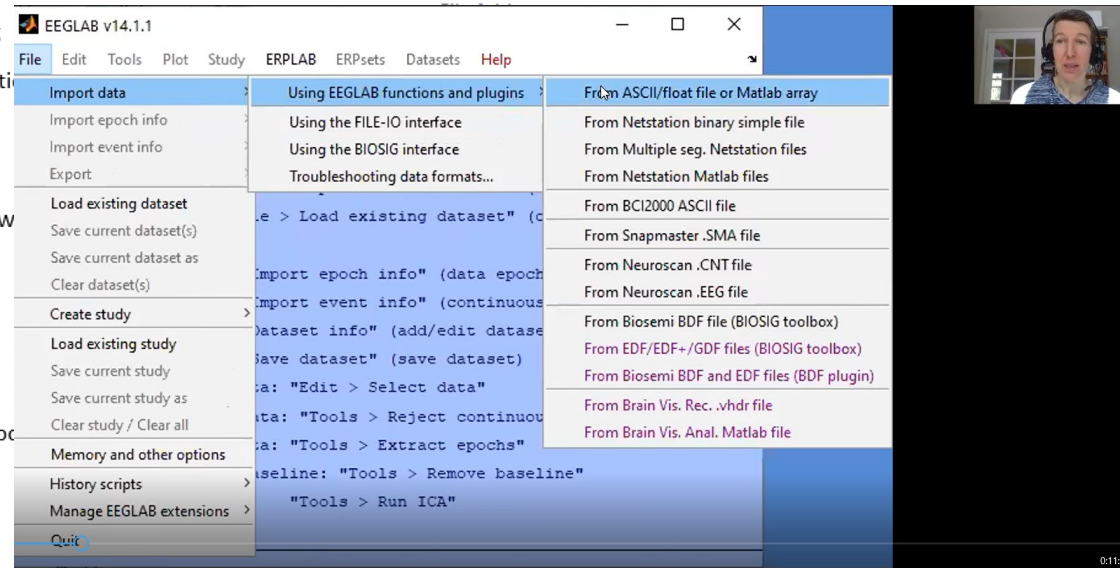 EEGLAB v14.1.1
File Edit Tools Plot Study ERPLAB ERPsets Datasets Help
Import data
Import epoch info
Import event info
Export
Load existing dataset
Save current dataset(s)
Save current dataset as
Clear dataset(s)
Create study
Load existing study
Save current study
Save current study as
Clear study / Clear all
Memory and other options
History scripts
Manage EEGLAB extensions
Quit
Using EEGLAB functions and plugins
Using the FILE-IO interface
Using the BIOSIG interface
Troubleshooting data formats...
From ASCII/float file or Matlab array
From Netstation binary simple file
From Multiple seg. Netstation files
From Netstation Matlab files
From BCI2000 ASCII file
From Snapmaster .SMA file
From Neuroscan .CNT file
From Neuroscan .EEG file
From Biosemi BDF file (BIOSIG toolbox)
From EDF/EDF+/GDF files (BIOSIG toolbox)
From Biosemi BDF and EDF files (BDF plugin)
From Brain Vis. Rec. .vhdr file
From Brain Vis. Anal. Matlab file
> Load existing dataset"
Import epoch info" (data epoch
Import event info" (continuous
Dataset info" (add/edit datase
Save dataset" (save dataset)
ta: "Edit > Select data"
ata: "Tools > Reject continuou
ta: "Tools > Extract epochs"
aseline: "Tools > Remove baseline"
"Tools > Run ICA"
0:11: